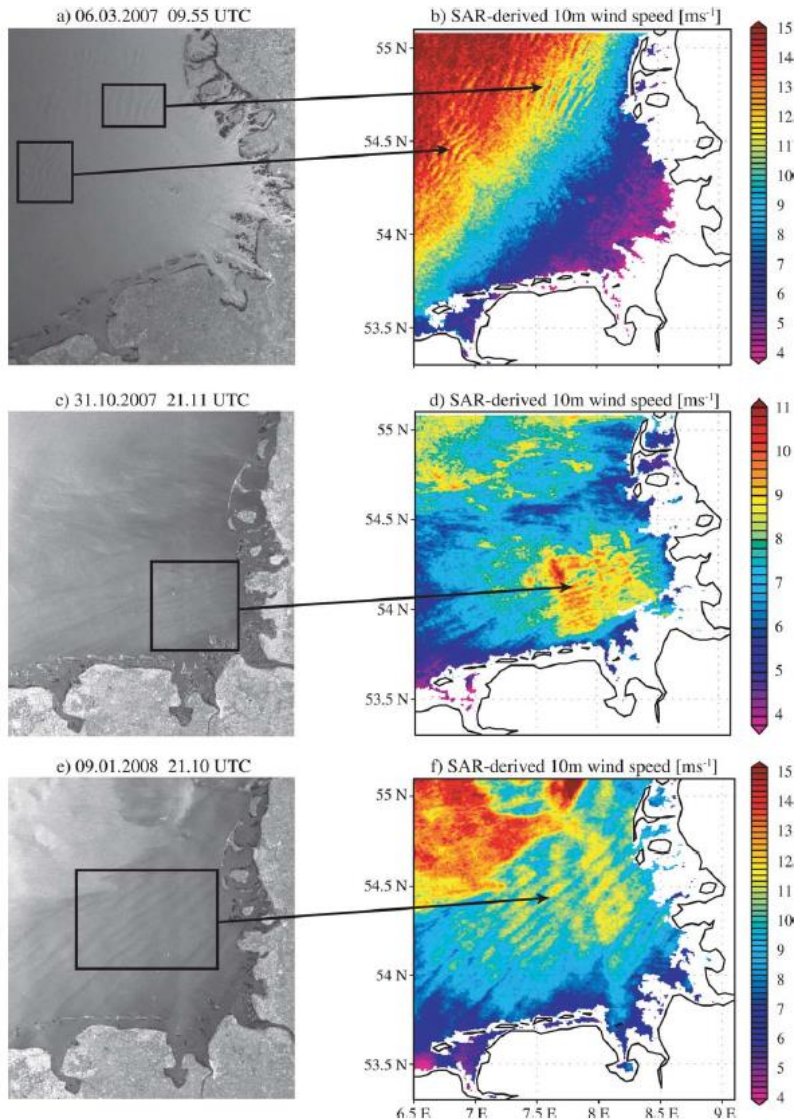 a) 06.03.2007 09.55 UTC
b) SAR-derived 10m wind speed [ms-1]
55 N
54.5 N
54 N
53.5 N
15
14
13
12
11
10
9
8
7
6
5
4
c) 31.10.2007 21.11 UTC
d) SAR-derived 10m wind speed [ms-1]
55 N
54.5 N
54 N
53.5 N
11
10
9
8
7
6
5
4
e) 09.01.2008 21.10 UTC
f) SAR-derived 10m wind speed [ms-1]
55 N
54.5 N
54 N
53.5 N
6.5 E 7 E 7.5 E 8 E 8.5 E 9 E
15
14
13
12
11
10
9
8
7
6
5
4